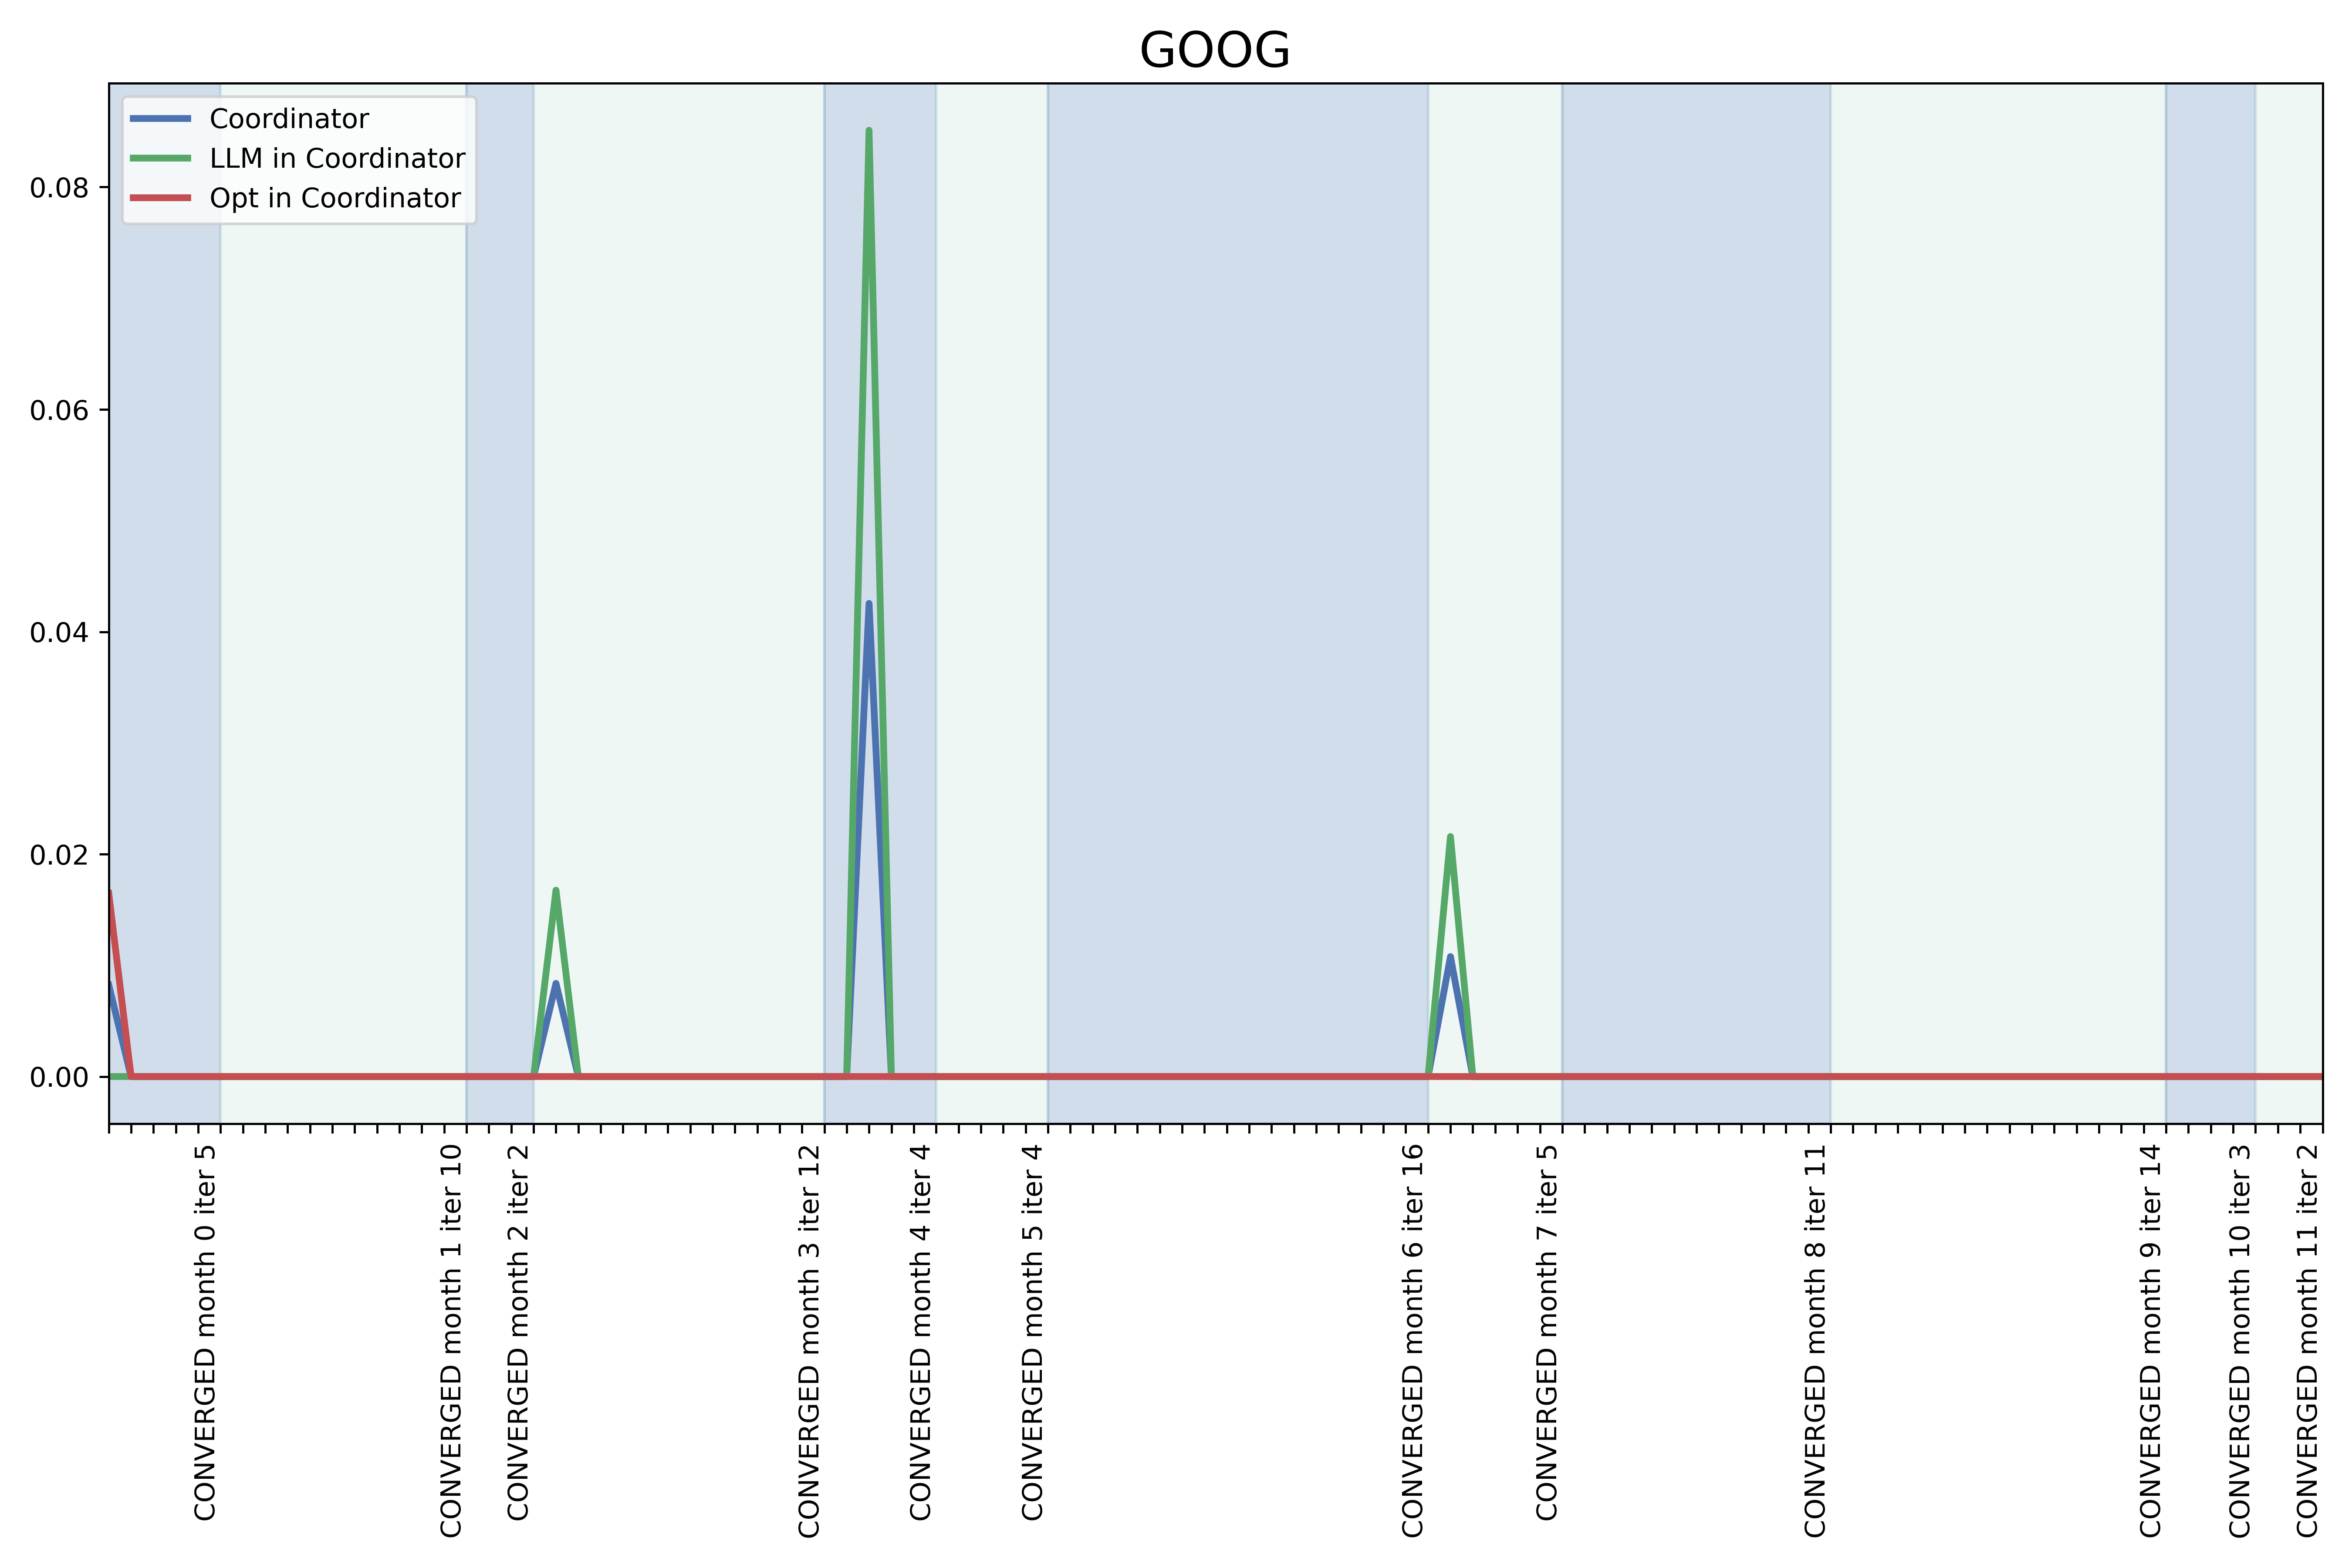 GOOG
Coordinator
LLM in Coordinator
Opt in Coordinator
0.08
0.06
0.04
0.02
0.00
CONVERGED month 0 iter 5
CONVERGED month 1 iter 10
CONVERGED month 2 iter 2
CONVERGED month 3 iter 12
CONVERGED month 4 iter 4
CONVERGED month 5 iter 4
CONVERGED month 6 iter 16
CONVERGED month 7 iter 5
CONVERGED month 8 iter 11
CONVERGED month 9 iter 14
CONVERGED month 10 iter 3
CONVERGED month 11 iter 2